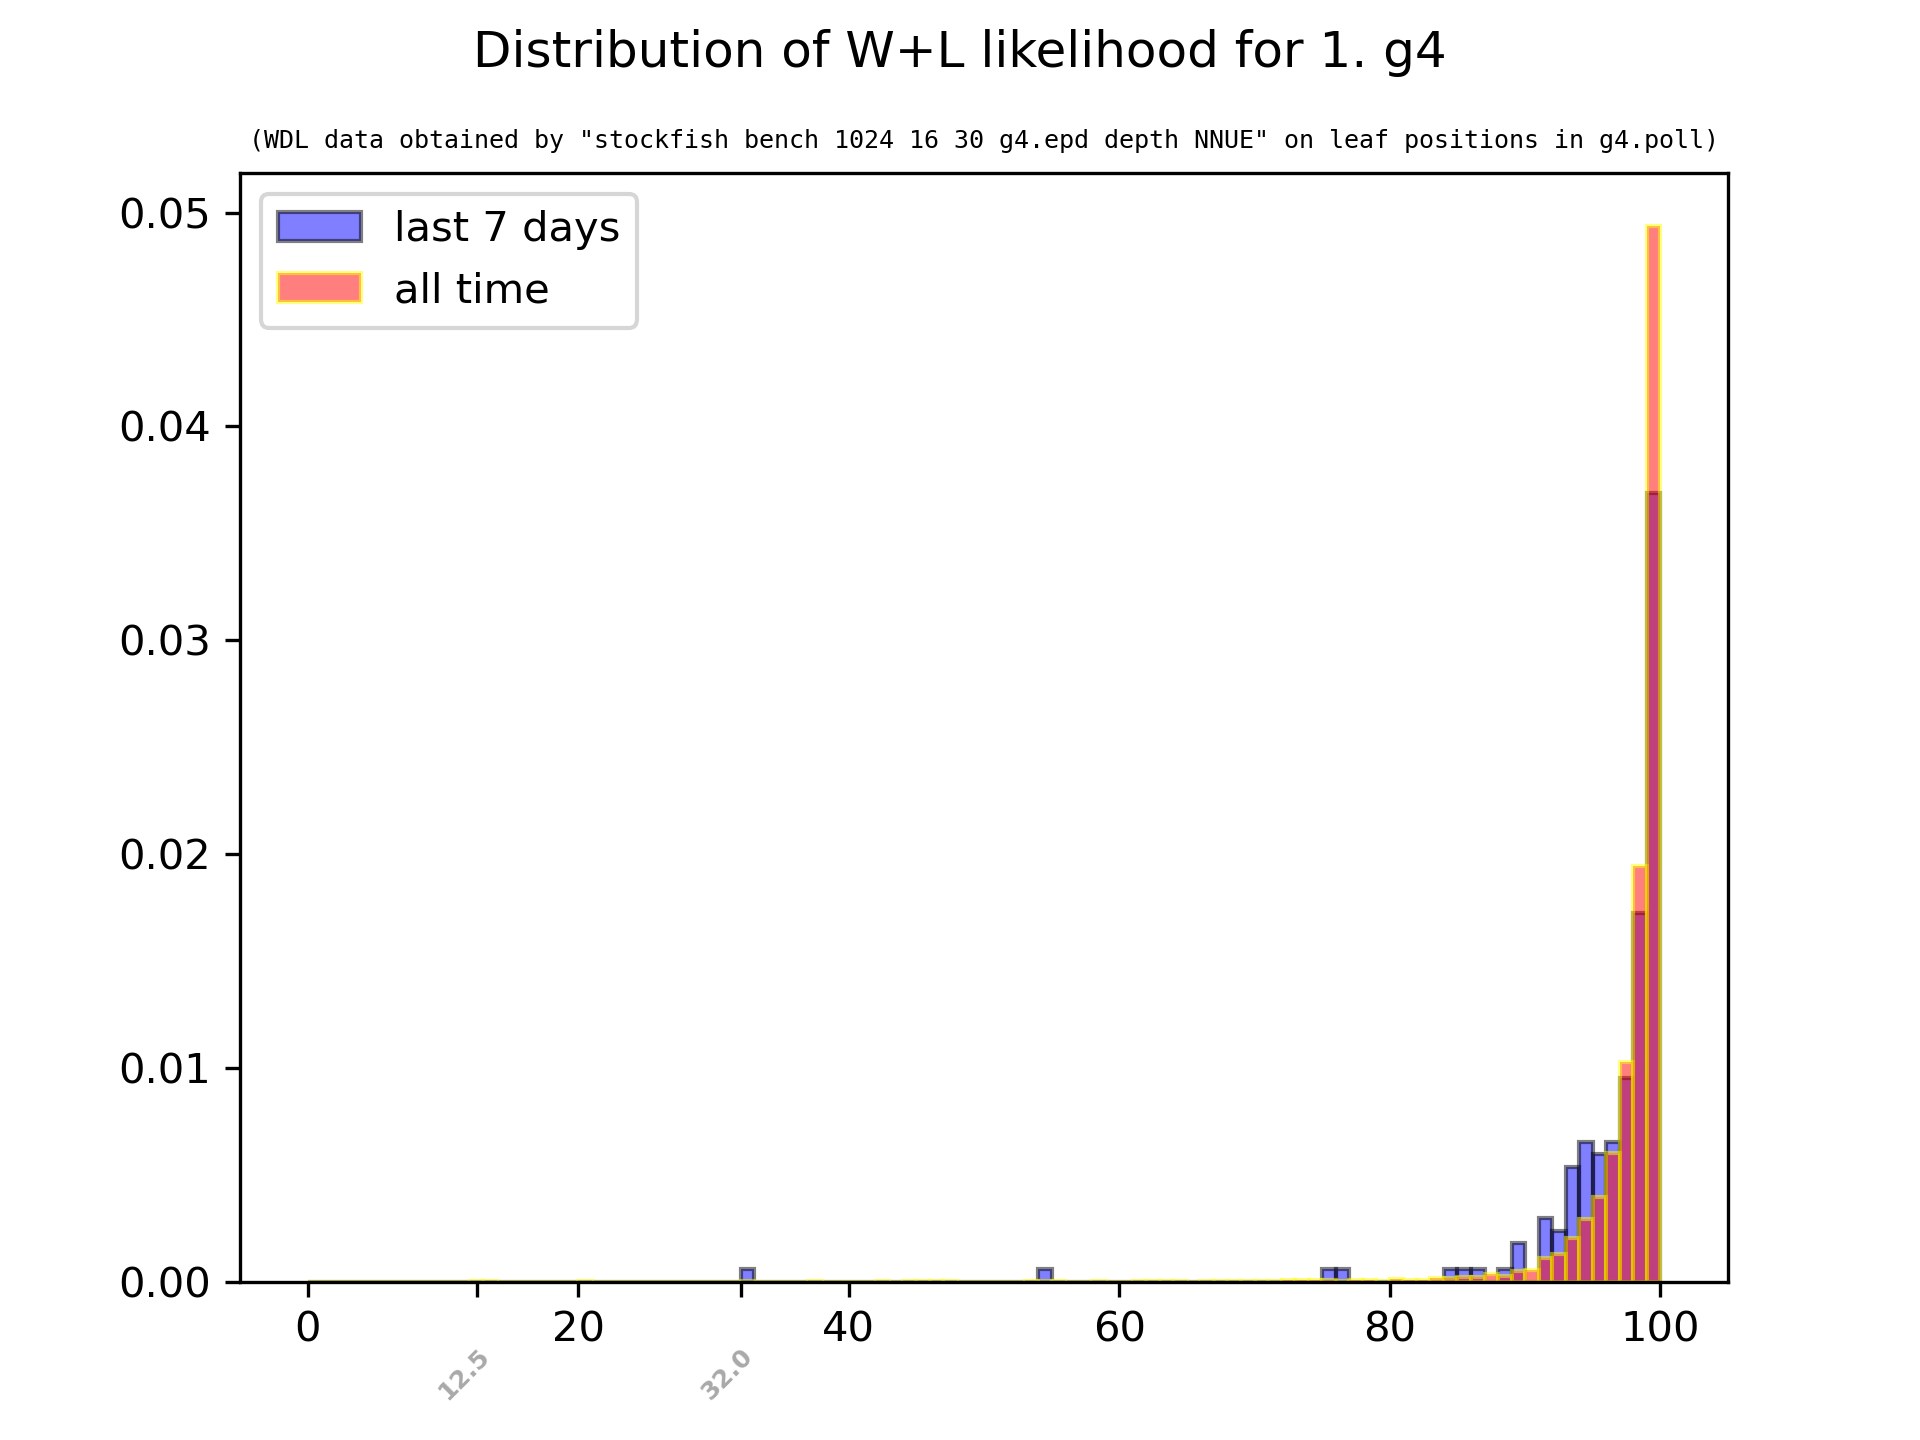 Distribution of W+L likelihood for 1. g4
(WDL data obtained by "stockfish bench 1024 16 30 g4.epd depth NNUE" on leaf positions in g4.poll)
last 7 days
all time
0.05
0.04
0.03
0.02
0.01
0.00
0 20 40 60 80 100
12.5 32.0